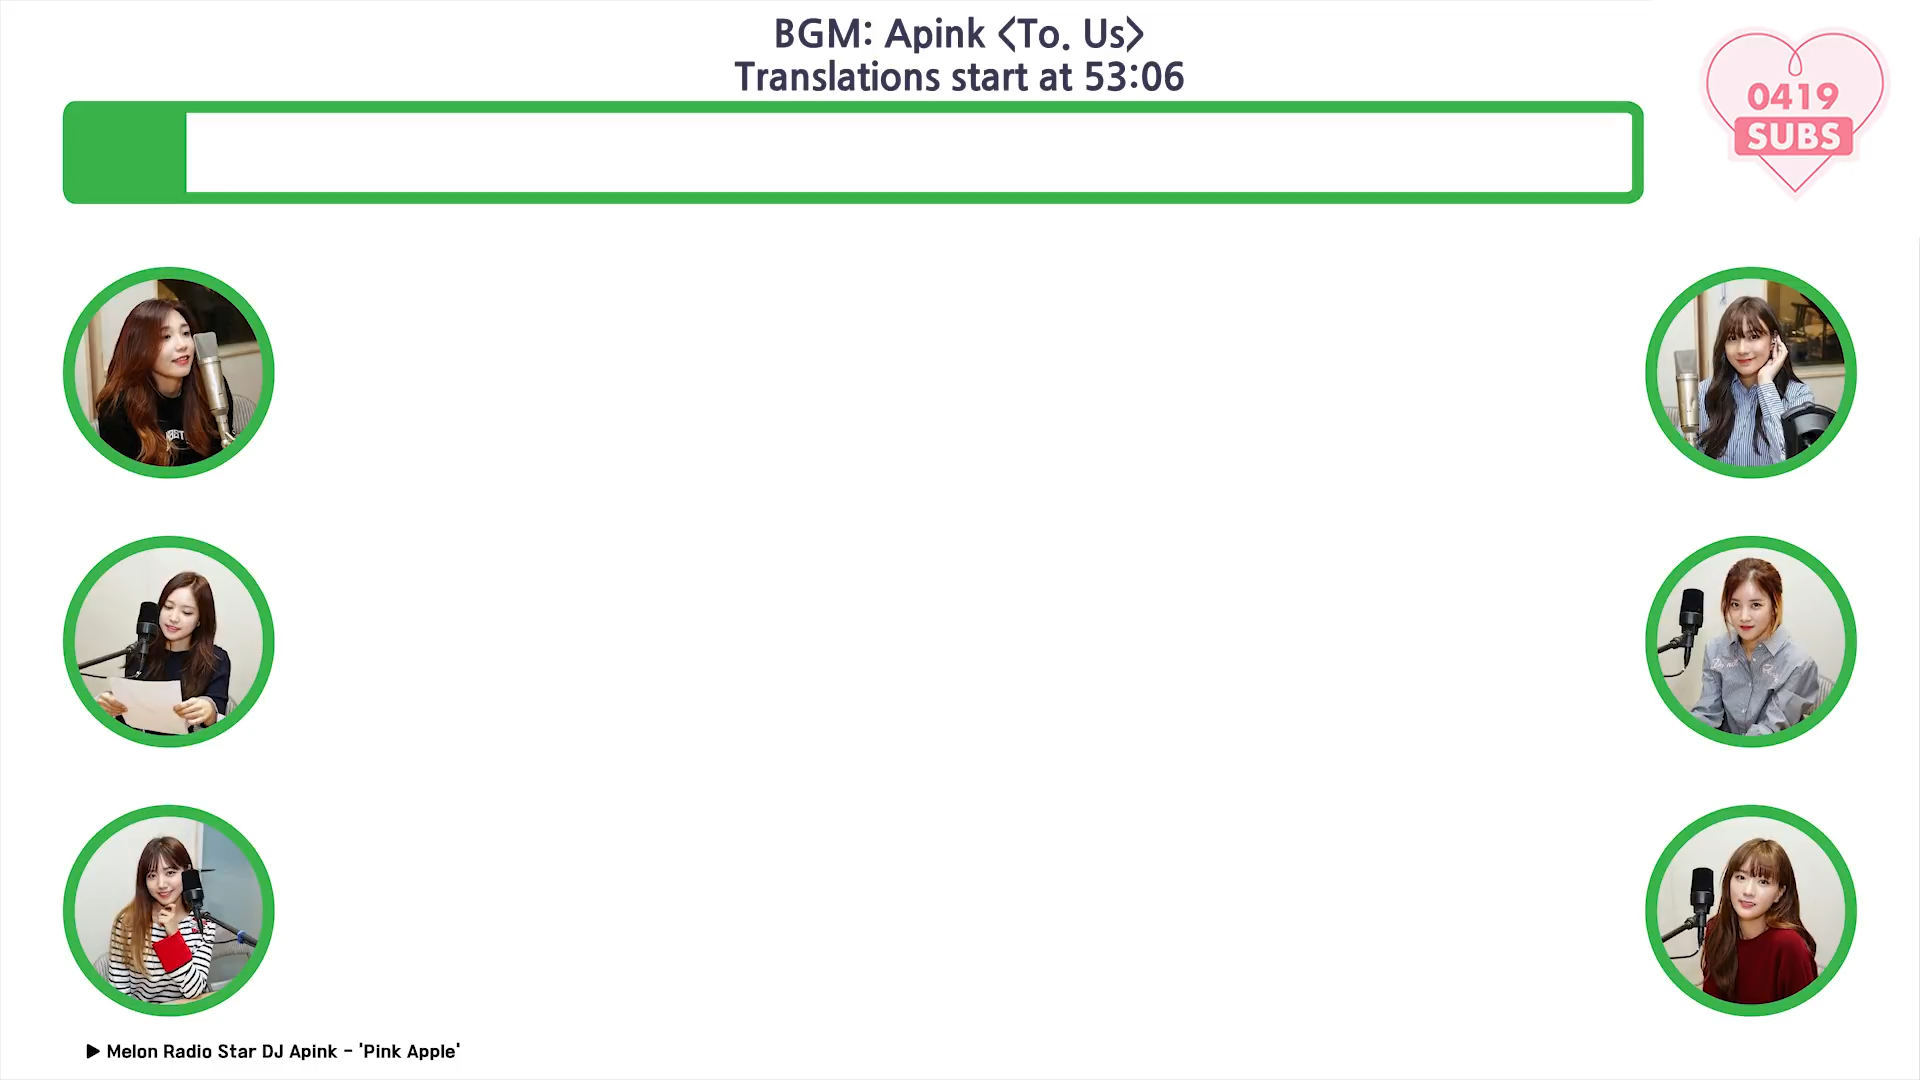 BGM: Apink <To. Us>
Translations start at 53:06
0419
SUBS
▶ Melon Radio Star DJ Apink - 'Pink Apple'